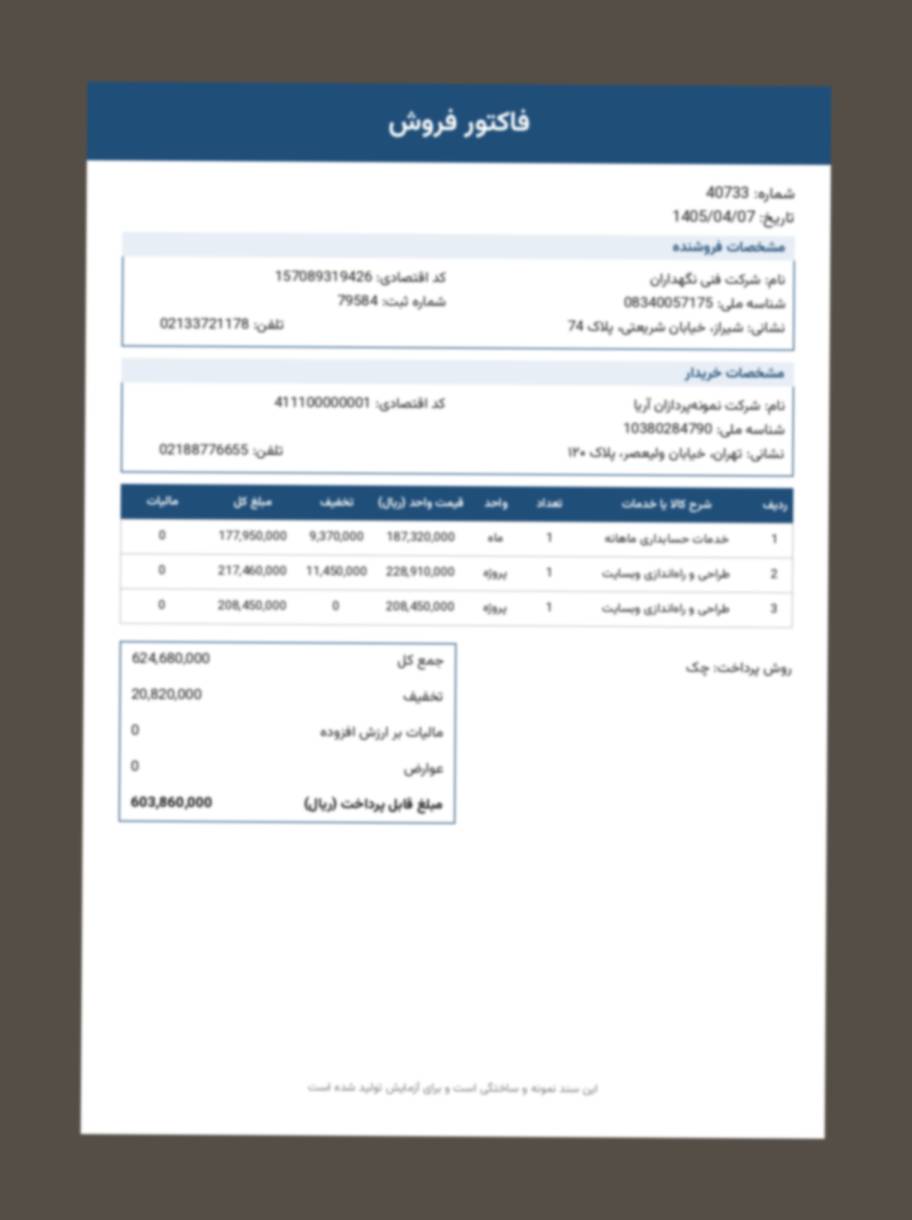 فاکتور فروش
شماره: 40733
تاریخ: 1405/04/07
مشخصات فروشنده
نام: شرکت فنی نگهداران کد اقتصادی: 157089319426
شناسه ملی: 08340057175 شماره ثبت: 79584
نشانی: شیراز، خیابان شریعتی، پلاک 74 تلفن: 02133721178
مشخصات خریدار
نام: شرکت نمونه‌پردازان آریا کد اقتصادی: 411100000001
شناسه ملی: 10380284790
نشانی: تهران، خیابان ولیعصر، پلاک ۱۲۰ تلفن: 02188776655
ردیف شرح کالا یا خدمات تعداد واحد قیمت واحد (ریال) تخفیف مبلغ کل مالیات
1 خدمات حسابداری ماهانه 1 ماه 187,320,000 9,370,000 177,950,000 0
2 طراحی و راه‌اندازی وبسایت 1 پروژه 228,910,000 11,450,000 217,460,000 0
3 طراحی و راه‌اندازی وبسایت 1 پروژه 208,450,000 0 208,450,000 0
روش پرداخت: چک
جمع کل 624,680,000
تخفیف 20,820,000
مالیات بر ارزش افزوده 0
عوارض 0
مبلغ قابل پرداخت (ریال) 603,860,000
این سند نمونه و ساختگی است و برای آزمایش تولید شده است